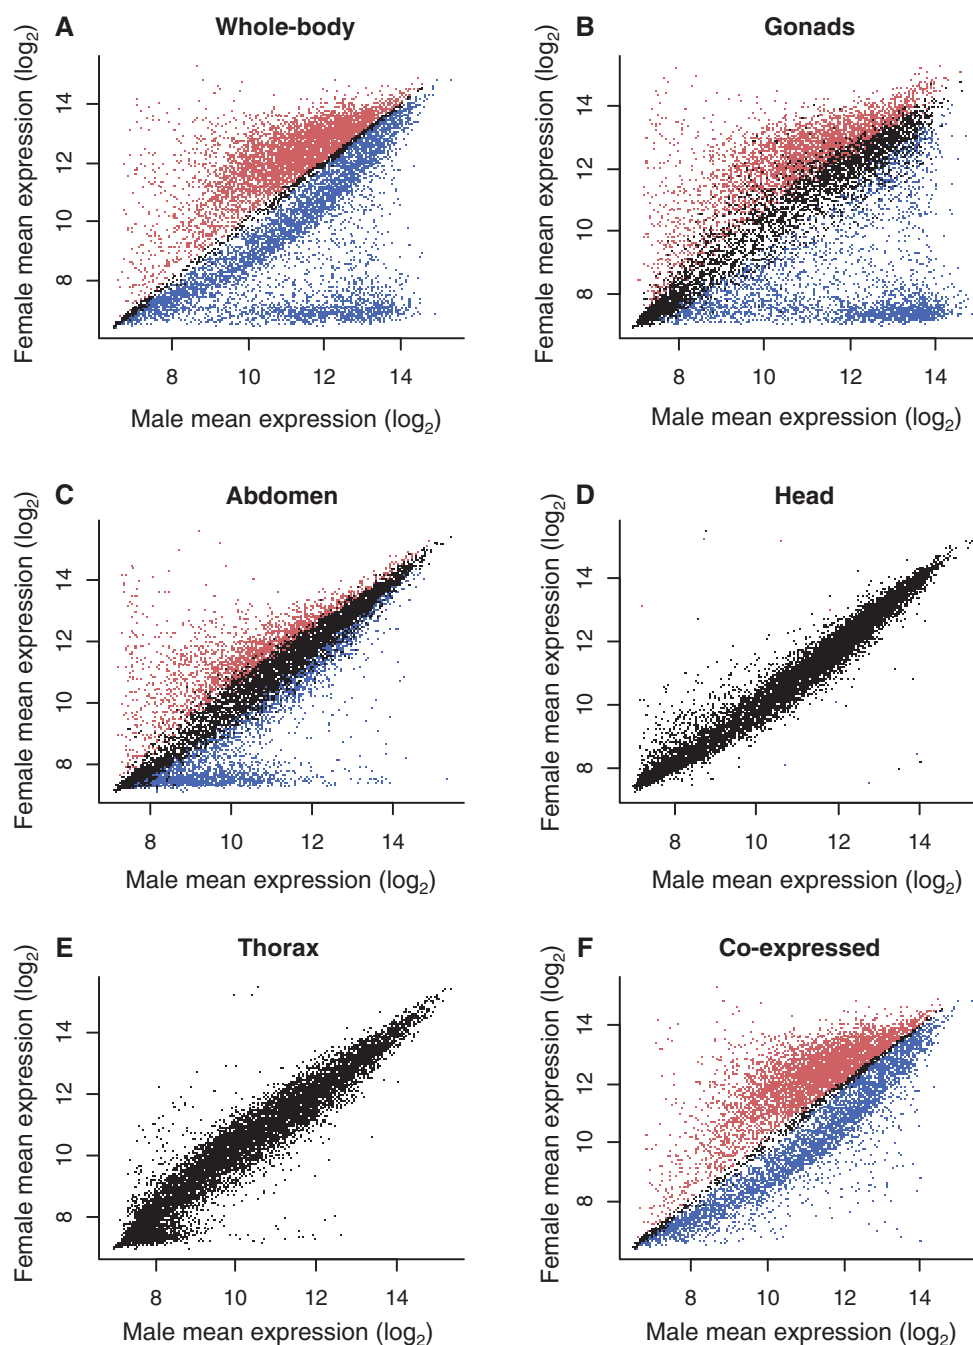 A Whole-body
Female mean expression (log2)
14
12
10
8
8 10 12 14
Male mean expression (log2)
B Gonads
Female mean expression (log2)
14
12
10
8
8 10 12 14
Male mean expression (log2)
C Abdomen
Female mean expression (log2)
14
12
10
8
8 10 12 14
Male mean expression (log2)
D Head
Female mean expression (log2)
14
12
10
8
8 10 12 14
Male mean expression (log2)
E Thorax
Female mean expression (log2)
14
12
10
8
8 10 12 14
Male mean expression (log2)
F Co-expressed
Female mean expression (log2)
14
12
10
8
8 10 12 14
Male mean expression (log2)